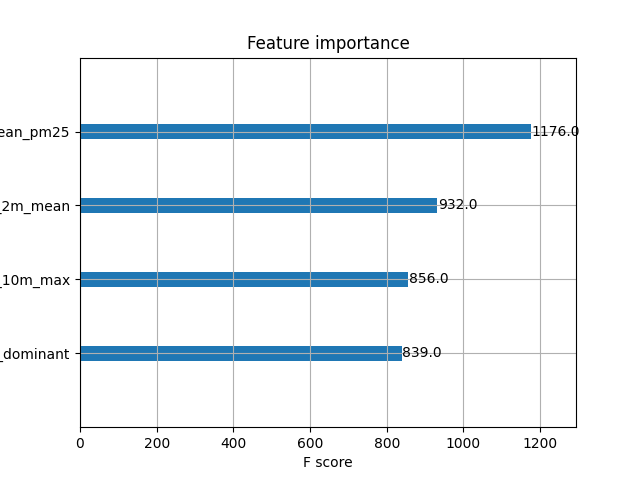 Feature importance
ean_pm25
1176.0
_2m_mean
932.0
_10m_max
856.0
_dominant
839.0
0 200 400 600 800 1000 1200
F score